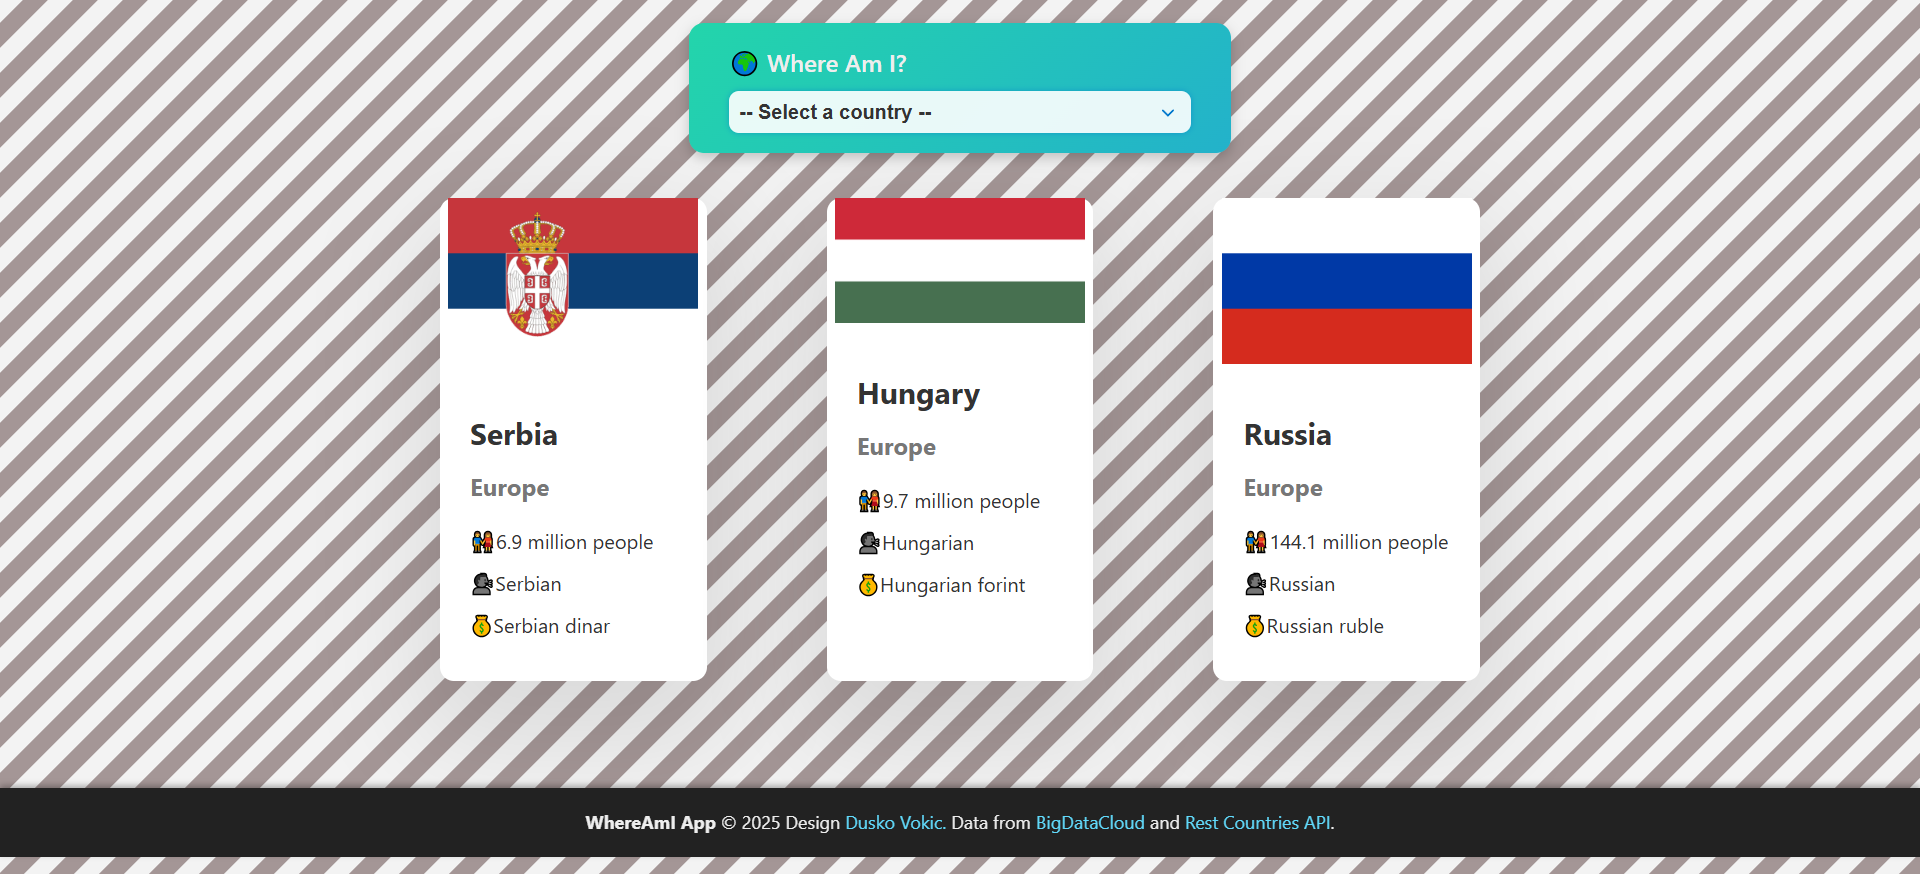 Where Am I?
-- Select a country --
Serbia
Europe
6.9 million people
Serbian
Serbian dinar
Hungary
Europe
9.7 million people
Hungarian
Hungarian forint
Russia
Europe
144.1 million people
Russian
Russian ruble
WhereAmI App © 2025 Design Dusko Vokic. Data from BigDataCloud and Rest Countries API.